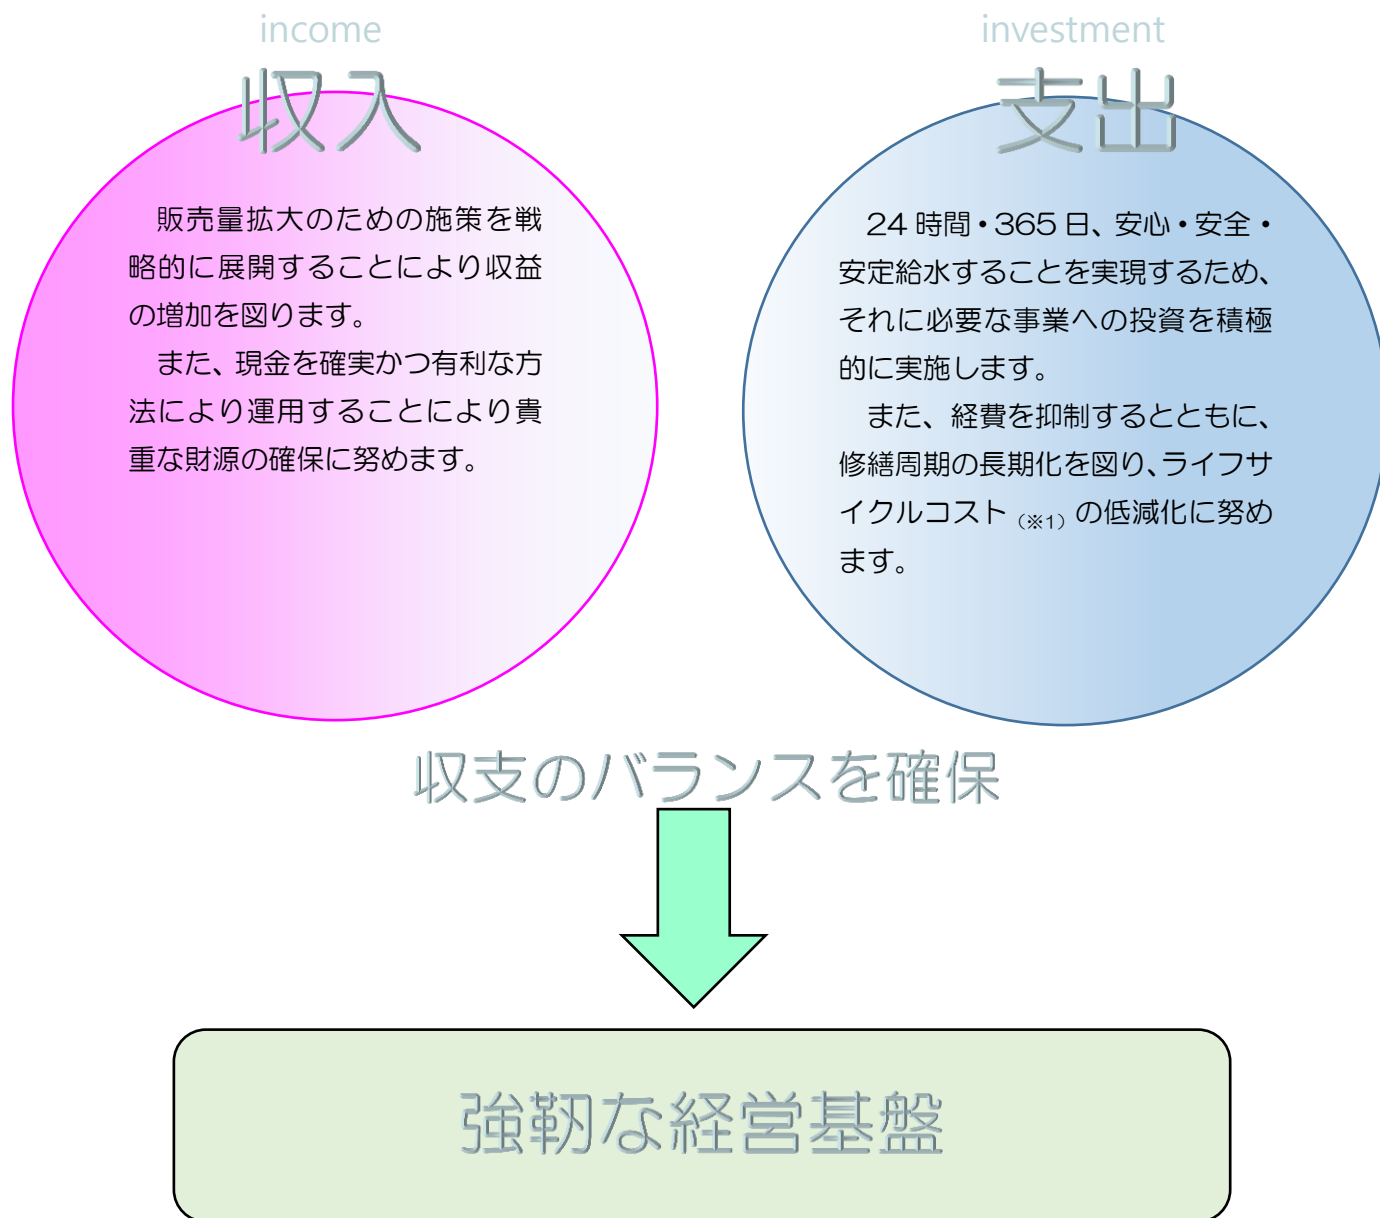 income
収入
販売量拡大のための施策を戦
略的に展開することにより収益
の増加を図ります。
また、現金を確実かつ有利な方
法により運用することにより貴
重な財源の確保に努めます。
investment
支出
24時間・365日、安心・安全・
安定給水することを実現するため、
それに必要な事業への投資を積極
的に実施します。
また、経費を抑制するとともに、
修繕周期の長期化を図り、ライフサ
イクルコスト（※1）の低減化に努め
ます。
収支のバランスを確保
強靭な経営基盤